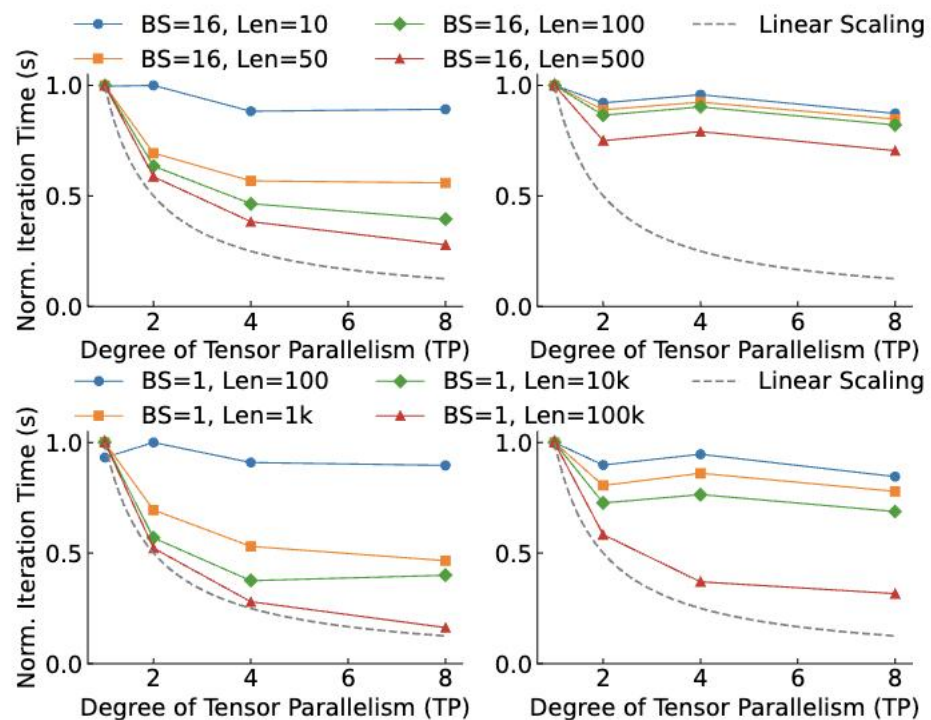 BS=16, Len=10
BS=16, Len=100
Linear Scaling
BS=16, Len=50
BS=16, Len=500
Norm. Iteration Time (s)
1.0
0.5
0.0
2
4
6
8
Degree of Tensor Parallelism (TP)
1.0
0.5
0.0
2
4
6
8
Degree of Tensor Parallelism (TP)
BS=1, Len=100
BS=1, Len=10k
Linear Scaling
BS=1, Len=1k
BS=1, Len=100k
Norm. Iteration Time (s)
1.0
0.5
0.0
2
4
6
8
Degree of Tensor Parallelism (TP)
1.0
0.5
0.0
2
4
6
8
Degree of Tensor Parallelism (TP)